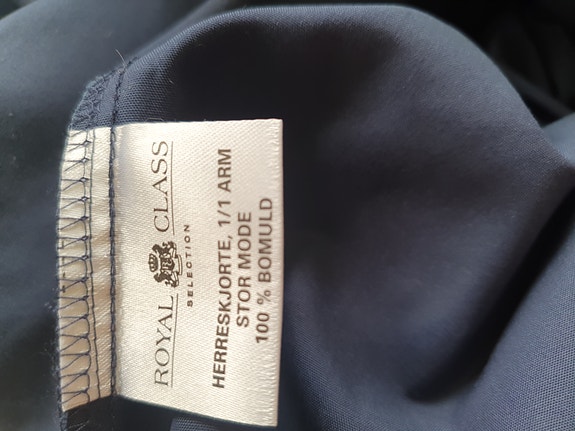 ROYAL CLASS
SELECTION
HERRESKJORTE, 1/1 ARM
STOR MODE
100 % BOMULD